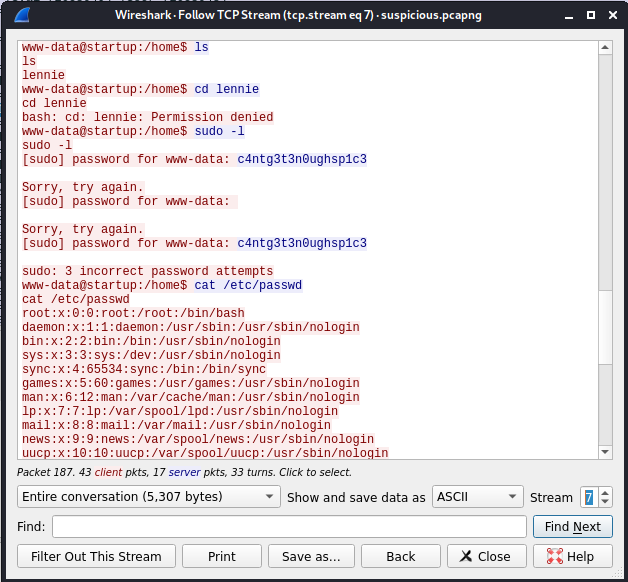 Wireshark · Follow TCP Stream (tcp.stream eq 7) · suspicious.pcapng
www-data@startup:/home$ ls
ls
lennie
www-data@startup:/home$ cd lennie
cd lennie
bash: cd: lennie: Permission denied
www-data@startup:/home$ sudo -l
sudo -l
[sudo] password for www-data: c4ntg3t3n0ughsp1c3
Sorry, try again.
[sudo] password for www-data:
Sorry, try again.
[sudo] password for www-data: c4ntg3t3n0ughsp1c3
sudo: 3 incorrect password attempts
www-data@startup:/home$ cat /etc/passwd
cat /etc/passwd
root:x:0:0:root:/root:/bin/bash
daemon:x:1:1:daemon:/usr/sbin:/usr/sbin/nologin
bin:x:2:2:bin:/bin:/usr/sbin/nologin
sys:x:3:3:sys:/dev:/usr/sbin/nologin
sync:x:4:65534:sync:/bin:/bin/sync
games:x:5:60:games:/usr/games:/usr/sbin/nologin
man:x:6:12:man:/var/cache/man:/usr/sbin/nologin
lp:x:7:7:lp:/var/spool/lpd:/usr/sbin/nologin
mail:x:8:8:mail:/var/mail:/usr/sbin/nologin
news:x:9:9:news:/var/spool/news:/usr/sbin/nologin
uucp:x:10:10:uucp:/var/spool/uucp:/usr/sbin/nologin
Packet 187. 43 client pkts, 17 server pkts, 33 turns. Click to select.
Entire conversation (5,307 bytes) Show and save data as ASCII Stream 7
Find: Find Next
Filter Out This Stream Print Save as... Back Close Help